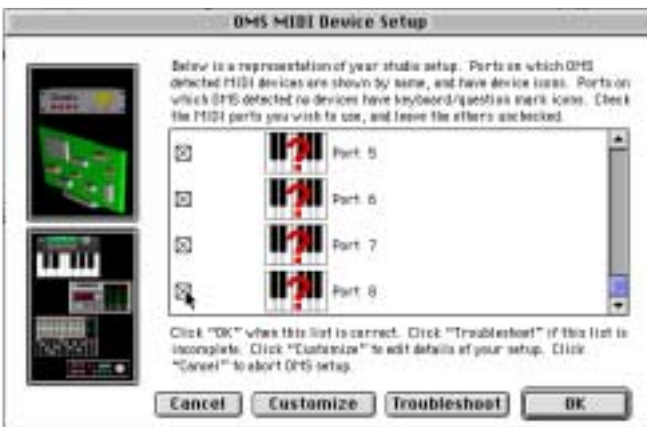 OMS MIDI Device Setup
Below is a representation of your studio setup. Ports on which OMS
detected MIDI devices are shown by name, and have device icons. Ports on
which OMS detected no devices have keyboard/question mark icons. Check
the MIDI ports you wish to use, and leave the others unchecked.
Port 5
Port 6
Port 7
Port 8
Click "OK" when this list is correct. Click "Troubleshoot" if this list is
incomplete. Click "Customize" to edit details of your setup. Click
"Cancel" to abort OMS setup.
Cancel
Customize
Troubleshoot
OK